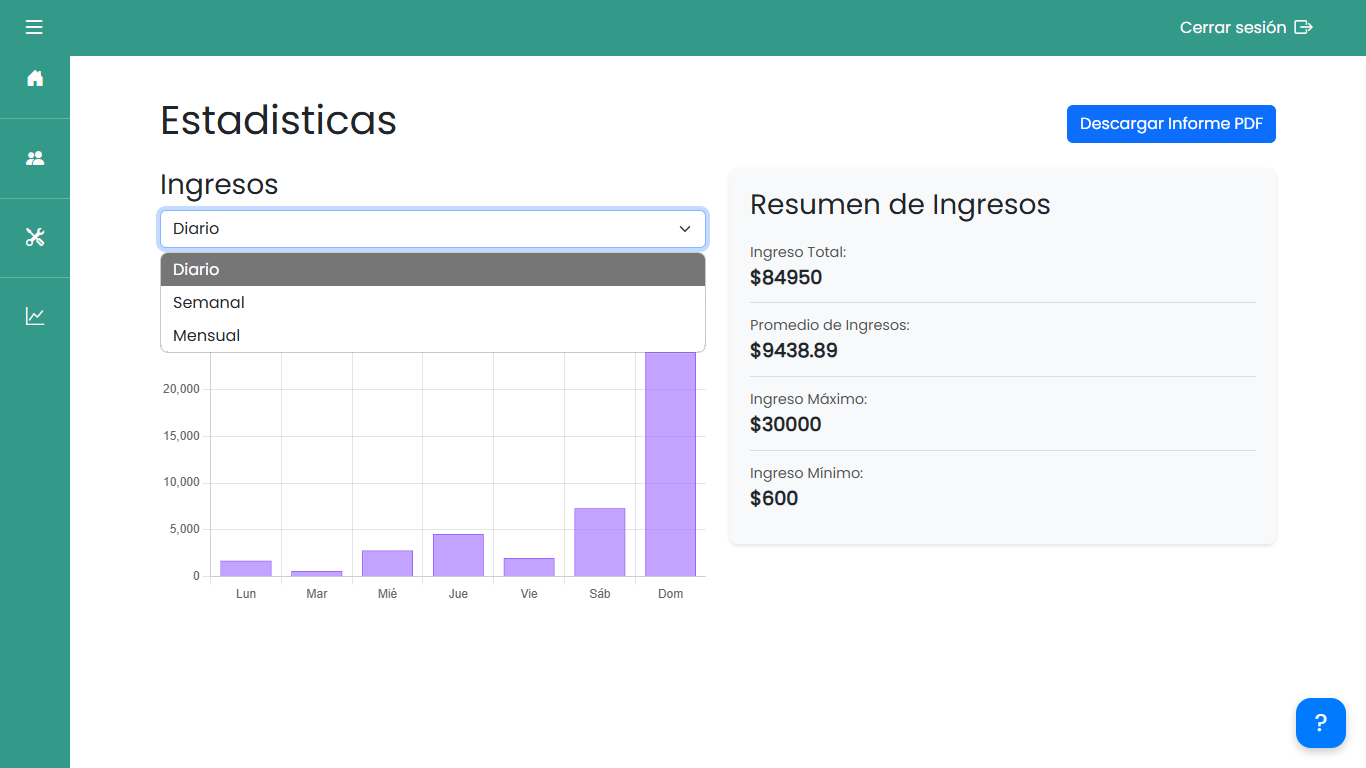 Cerrar sesión
Estadisticas
Descargar Informe PDF
Ingresos
Diario
Diario
Semanal
Mensual
20,000
15,000
10,000
5,000
0
Lun Mar Mié Jue Vie Sáb Dom
Resumen de Ingresos
Ingreso Total:
$84950
Promedio de Ingresos:
$9438.89
Ingreso Máximo:
$30000
Ingreso Mínimo:
$600
?